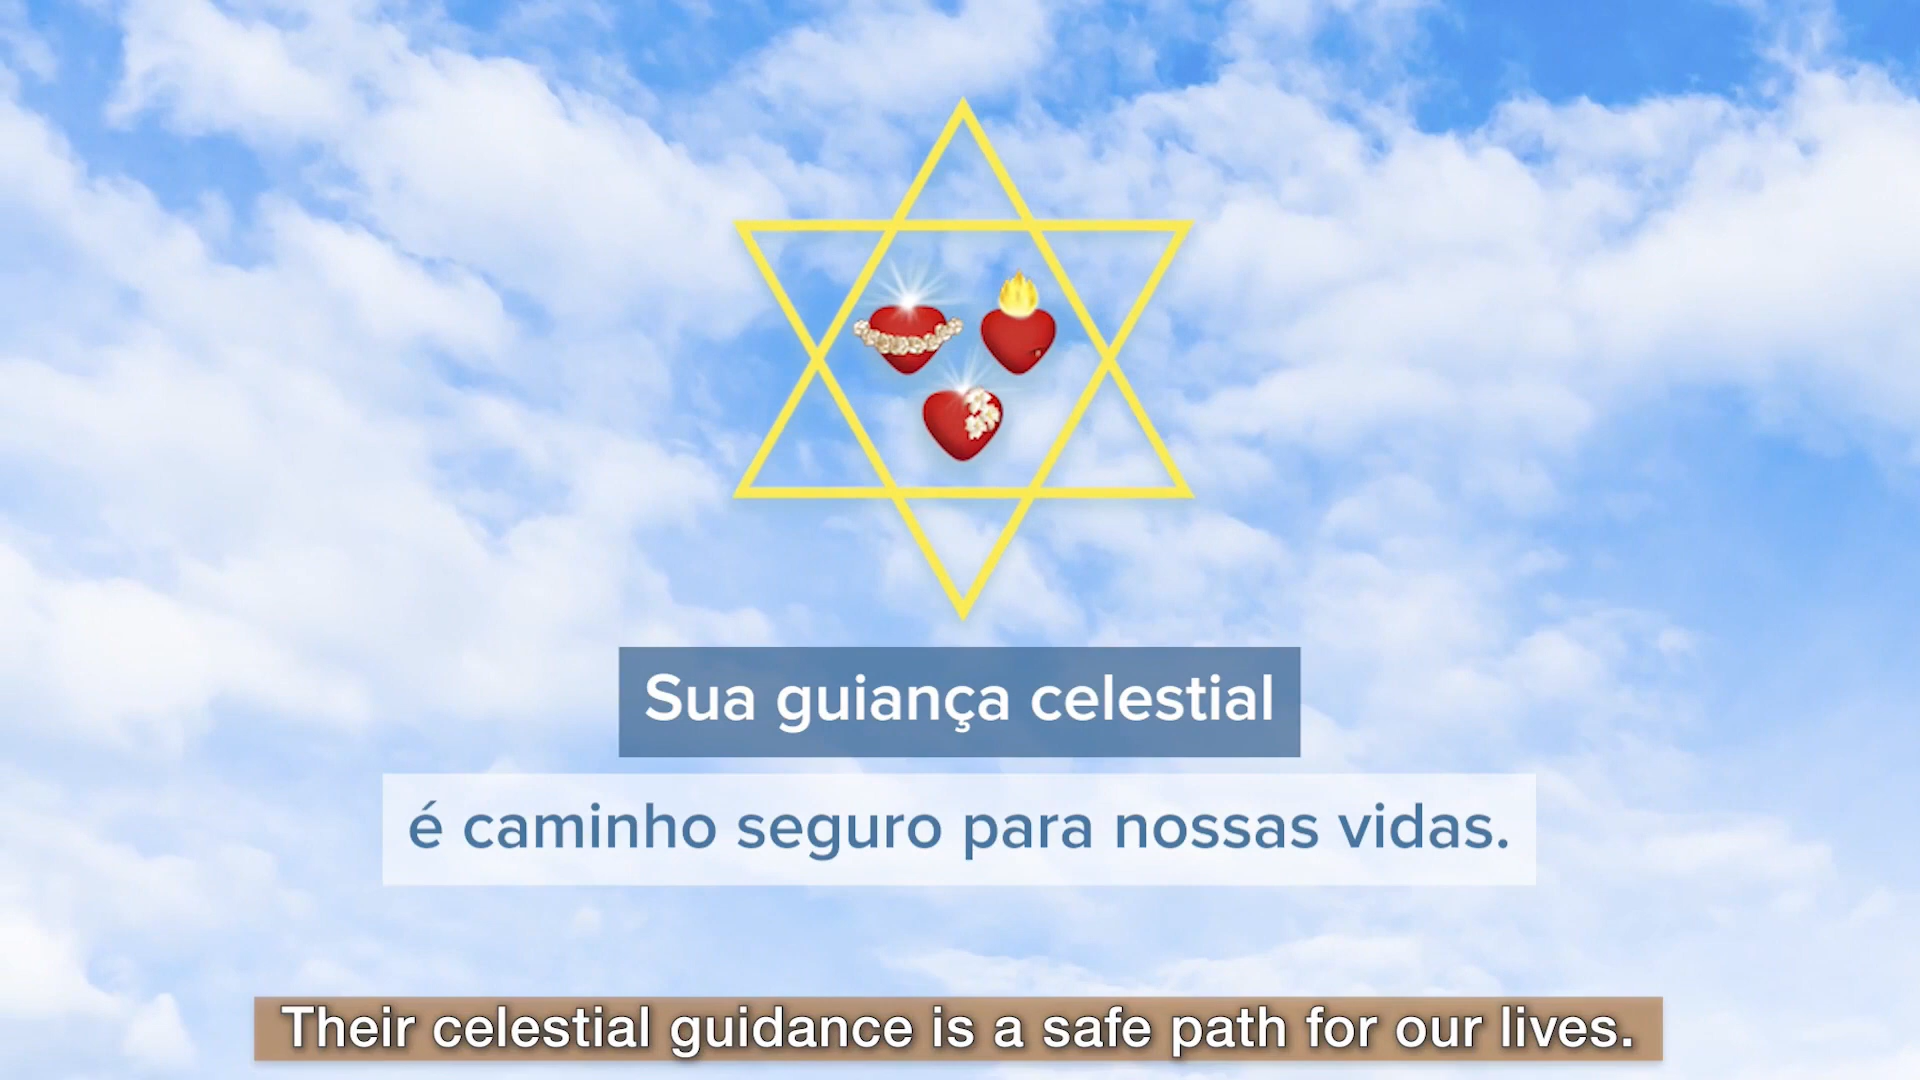 Sua guiança celestial
é caminho seguro para nossas vidas.
Their celestial guidance is a safe path for our lives.